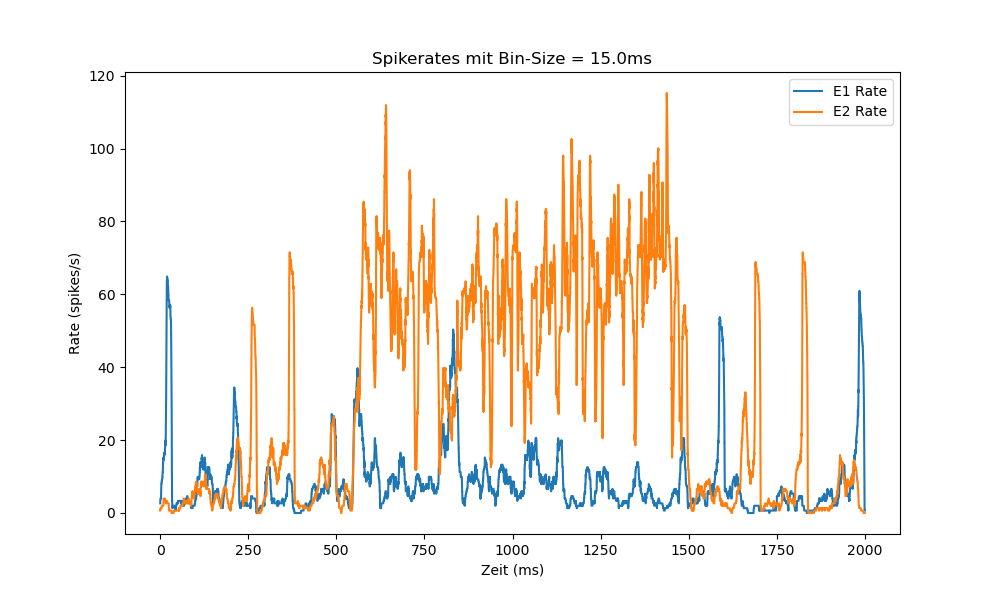 Spikerates mit Bin-Size = 15.0ms
E1 Rate
E2 Rate
120
100
80
60
40
20
0
Rate (spikes/s)
0 250 500 750 1000 1250 1500 1750 2000
Zeit (ms)